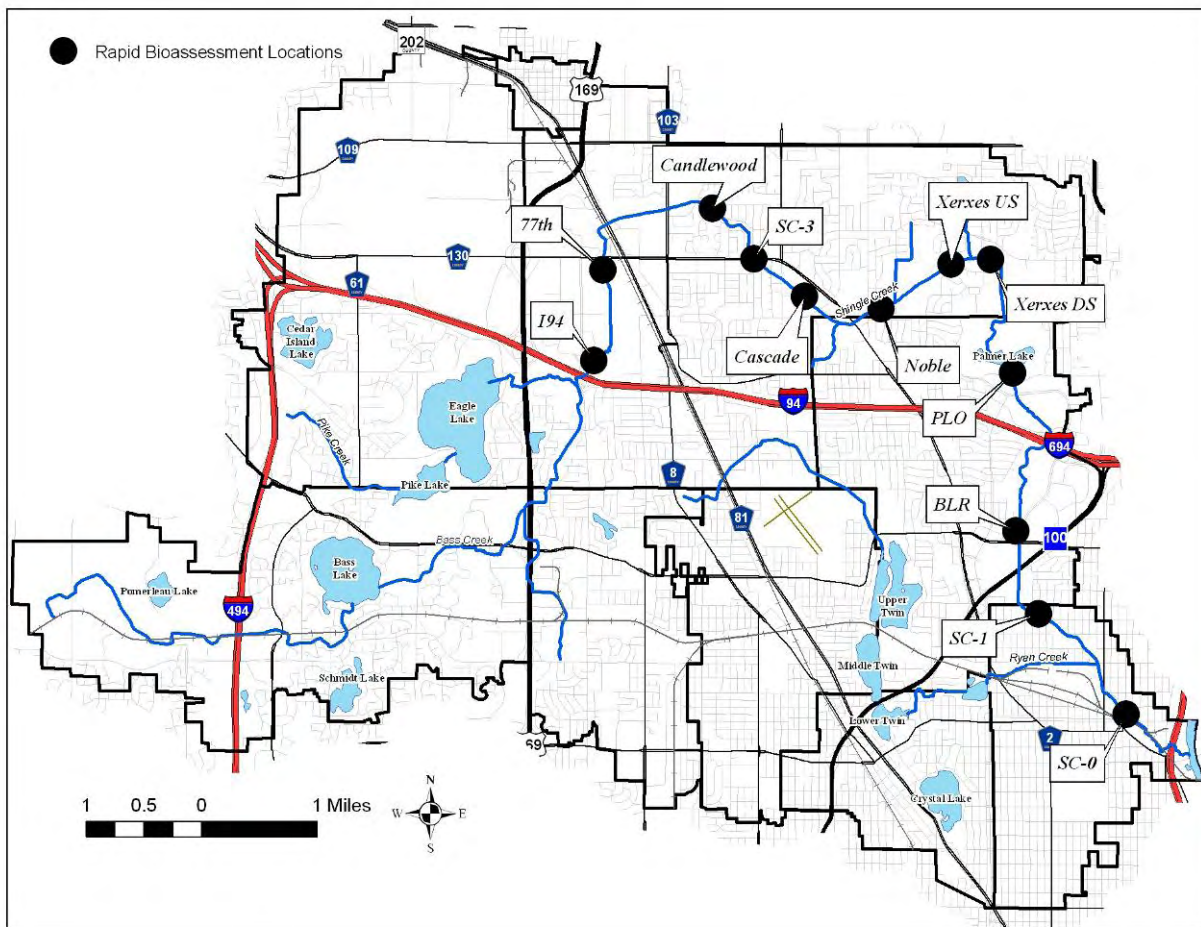 Rapid Bioassessment Locations
202
169
103
109
Candlewood
Xerxes US
77th
SC-3
130
61
Shingle Creek
Xerxes DS
I94
Cedar
Island
Lake
Cascade
Noble
Palmer Lake
Eagle
Lake
94
PLO
694
Pike Creek
Pike Lake
8
81
BLR
100
Bass Creek
Bass
Lake
Pomerleau Lake
494
Upper
Twin
SC-1
Middle Twin
Ryan Creek
Schmidt Lake
Lower Twin
69
2
SC-0
Crystal Lake
1 0.5 0 1 Miles
N
W E
S